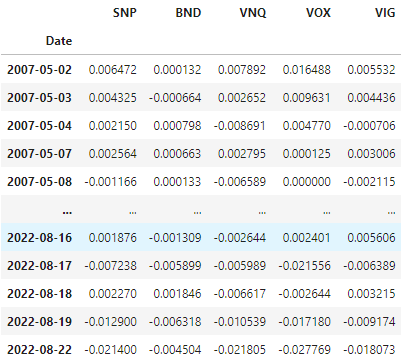 SNP BND VNQ VOX VIG
Date
2007-05-02 0.006472 0.000132 0.007892 0.016488 0.005532
2007-05-03 0.004325 -0.000664 0.002652 0.009631 0.004436
2007-05-04 0.002150 0.000798 -0.008691 0.004770 -0.000706
2007-05-07 0.002564 0.000663 0.002795 0.000125 0.003006
2007-05-08 -0.001166 0.000133 -0.006589 0.000000 -0.002115
... ... ... ... ... ...
2022-08-16 0.001876 -0.001309 -0.002644 0.002401 0.005606
2022-08-17 -0.007238 -0.005899 -0.005989 -0.021556 -0.006389
2022-08-18 0.002270 0.001846 -0.006617 -0.002644 0.003215
2022-08-19 -0.012900 -0.006318 -0.010539 -0.017180 -0.009174
2022-08-22 -0.021400 -0.004504 -0.021805 -0.027769 -0.018073